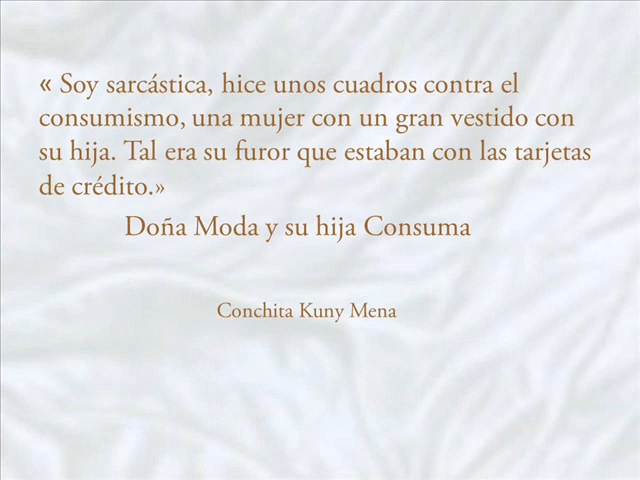 « Soy sarcástica, hice unos cuadros contra el
consumismo, una mujer con un gran vestido con
su hija. Tal era su furor que estaban con las tarjetas
de crédito.»
Doña Moda y su hija Consuma
Conchita Kuny Mena